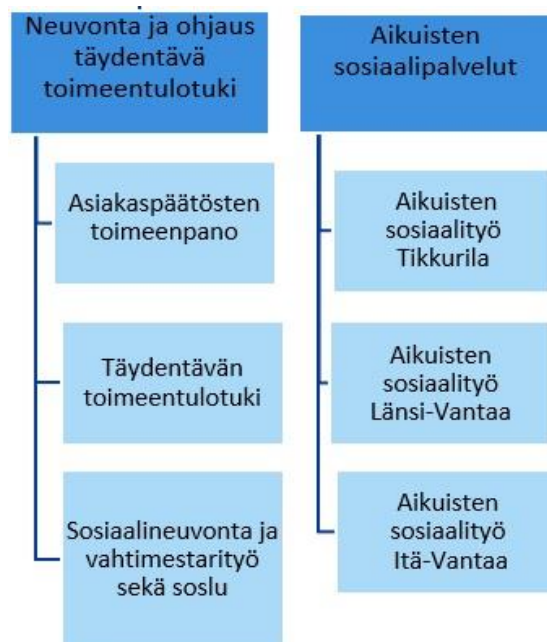 Neuvonta ja ohjaus
täydentävä
toimeentulotuki
Asiakaspäätösten
toimeenpano
Täydentävän
toimeentulotuki
Sosiaalineuvonta ja
vahtimestarityö
sekä soslu
Aikuisten
sosiaalipalvelut
Aikuisten
sosiaalityö
Tikkurila
Aikuisten
sosiaalityö
Länsi-Vantaa
Aikuisten
sosiaalityö
Itä-Vantaa